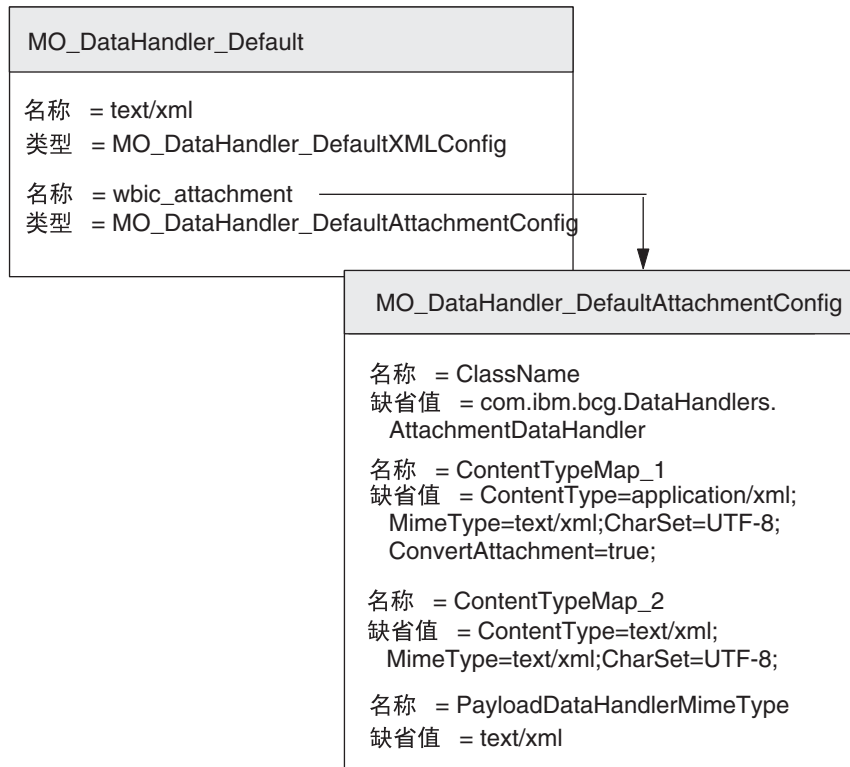 MO_DataHandler_Default
名称 = text/xml
类型 = MO_DataHandler_DefaultXMLConfig
名称 = wbic_attachment
类型 = MO_DataHandler_DefaultAttachmentConfig
MO_DataHandler_DefaultAttachmentConfig
名称 = ClassName
缺省值 = com.ibm.bcg.DataHandlers.
AttachmentDataHandler
名称 = ContentTypeMap_1
缺省值 = ContentType=application/xml;
MimeType=text/xml;CharSet=UTF-8;
ConvertAttachment=true;
名称 = ContentTypeMap_2
缺省值 = ContentType=text/xml;
MimeType=text/xml;CharSet=UTF-8;
名称 = PayloadDataHandlerMimeType
缺省值 = text/xml